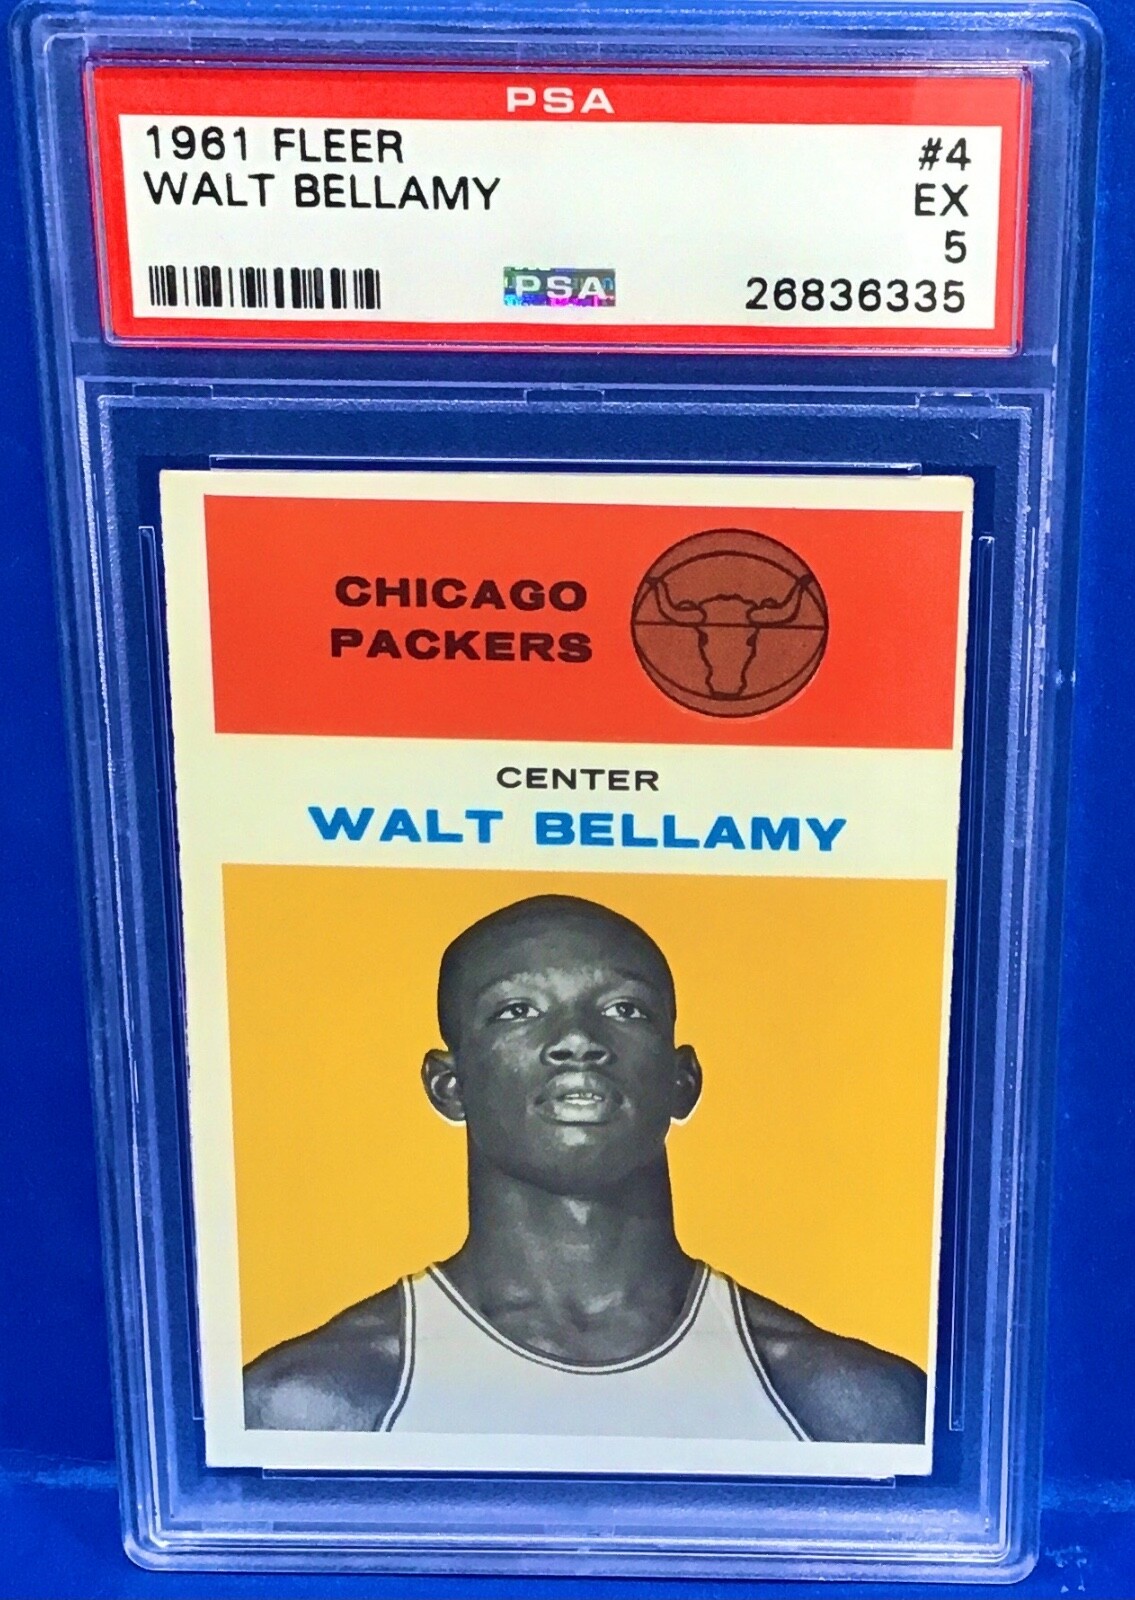 PSA
1961 FLEER
WALT BELLAMY
#4
EX
5
PSA
26836335
CHICAGO
PACKERS
CENTER
WALT BELLAMY